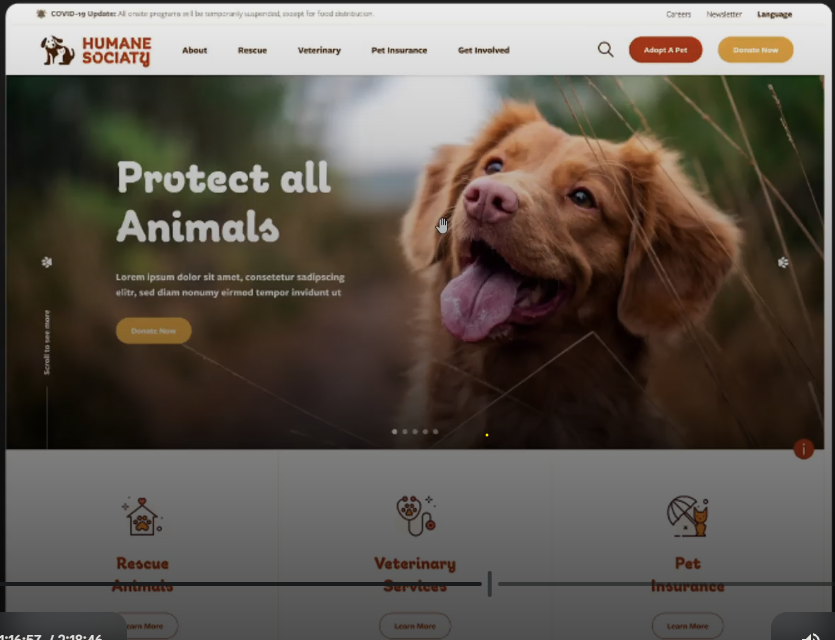 COVID-19 Update: All onsite programs will be temporarily suspended, except for food distribution.
Careers Newsletter Language
HUMANE
SOCIATY
About Rescue Veterinary Pet Insurance Get Involved
Adopt A Pet Donate Now
Protect all
Animals
Lorem ipsum dolor sit amet, consetetur sadipscing
elitr, sed diam nonumy eirmod tempor invidunt ut
Donate Now
Scroll to see more
i
Rescue
Animals
Veterinary
Services
Pet
Insurance
Learn More
Learn More
Learn More
1:16:57 / 2:18:46